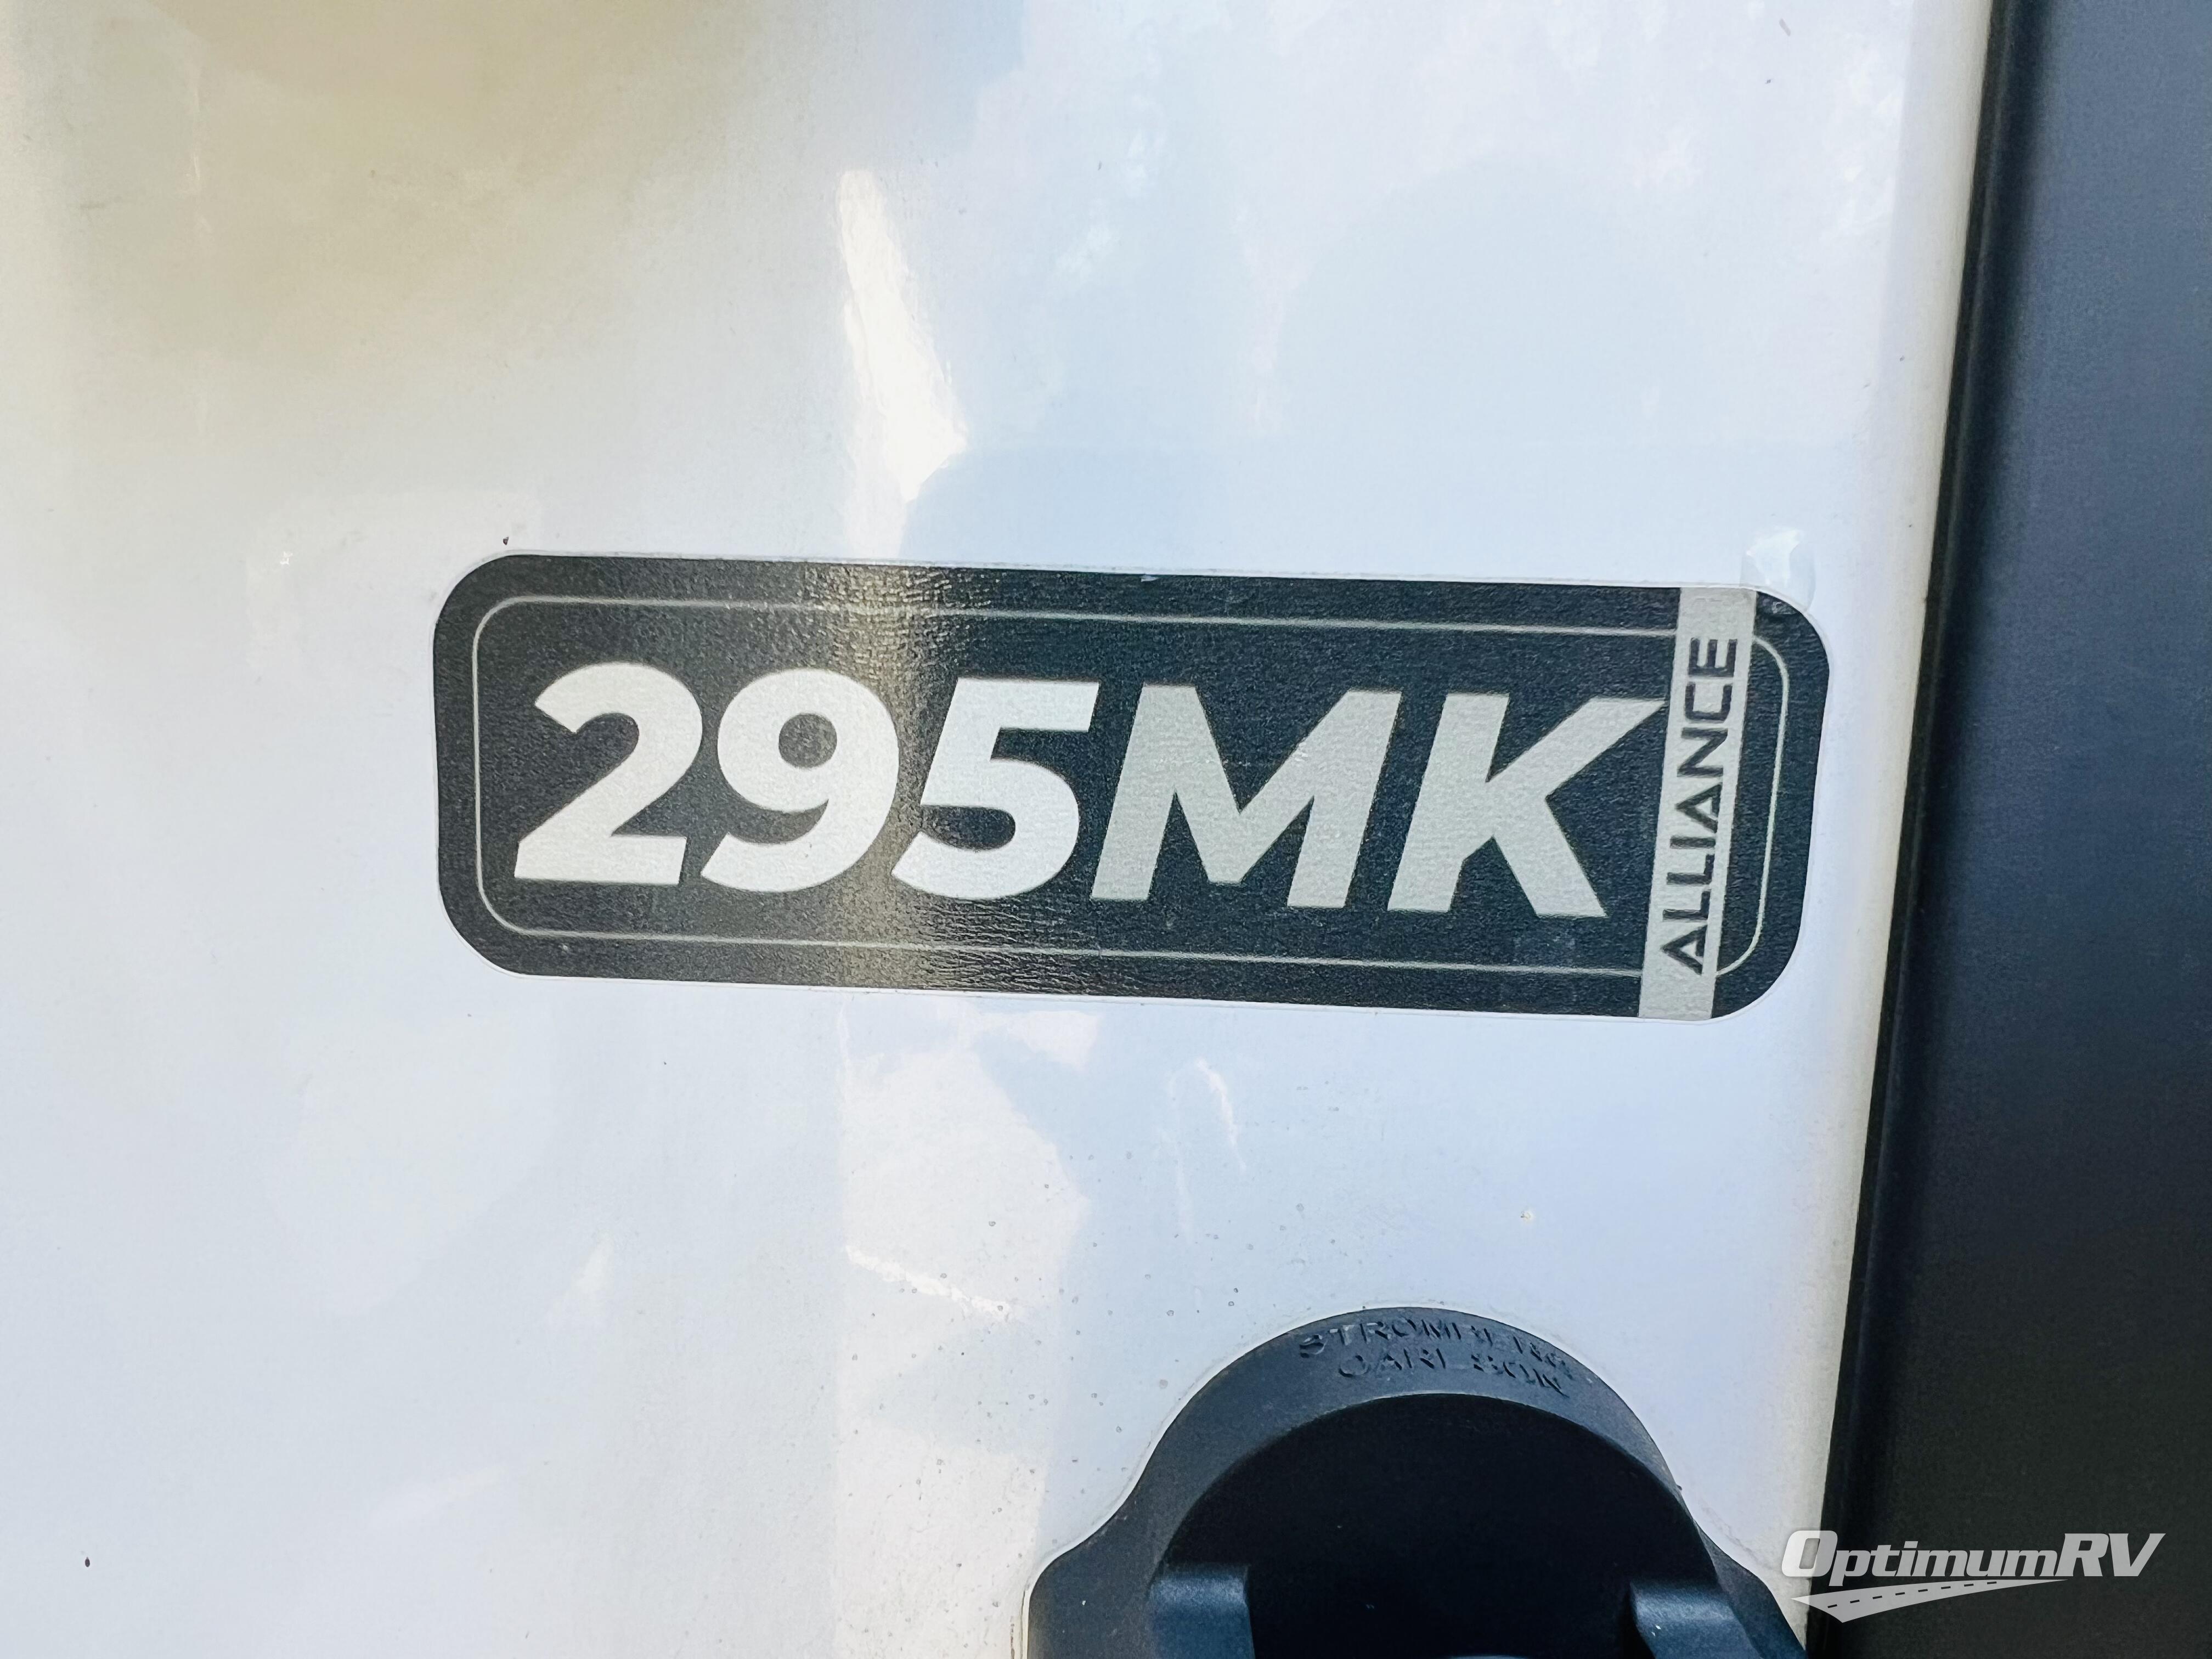 295MK
ALLIANCE
STROMBERG
CARLSON
OptimumRV